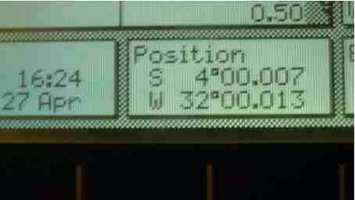 0.50
Position
16:24 S 4°00.007
27 Apr W 32°00.013